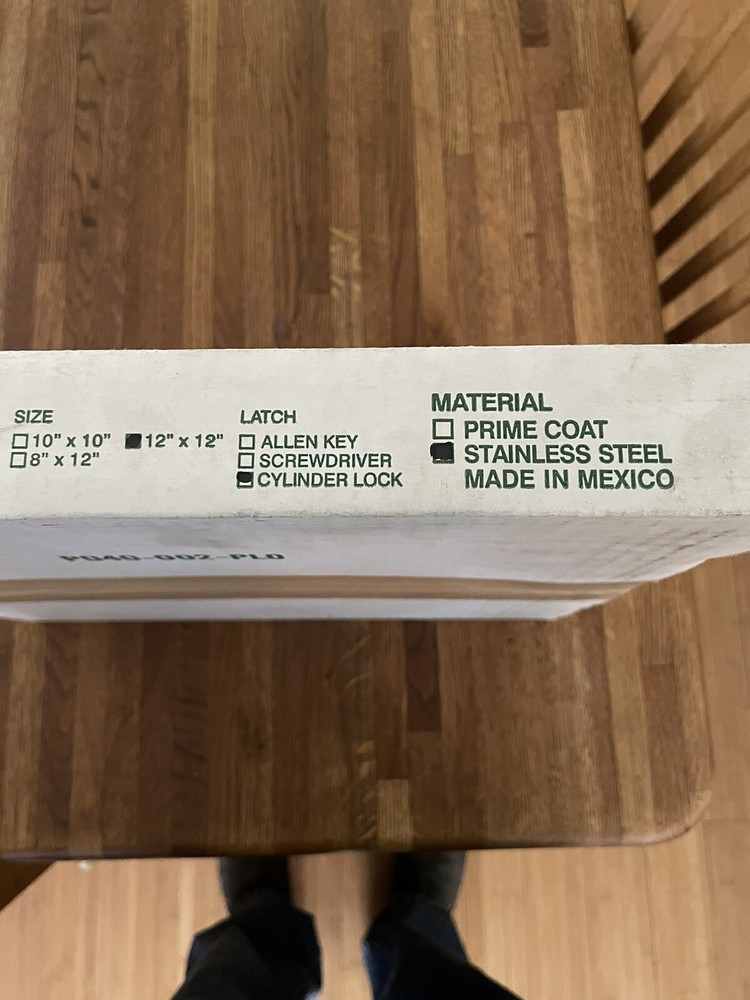 SIZE
☐ 10" x 10" ■ 12" x 12"
☐ 8" x 12"
LATCH
☐ ALLEN KEY
☐ SCREWDRIVER
■ CYLINDER LOCK
MATERIAL
☐ PRIME COAT
■ STAINLESS STEEL
MADE IN MEXICO